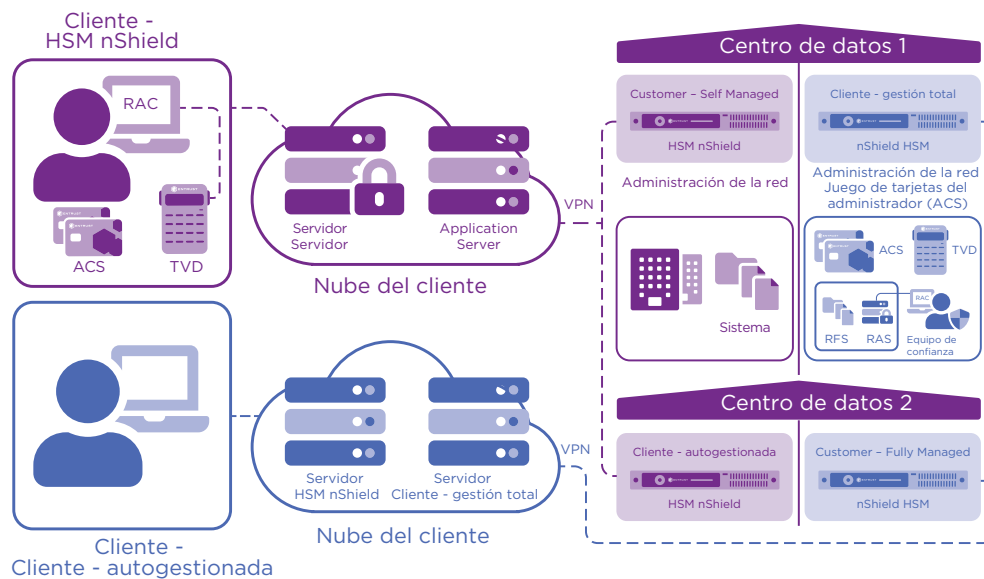 Cliente -
HSM nShield
RAC
ACS
TVD
Servidor
Servidor
Application
Server
Nube del cliente
VPN
Centro de datos 1
Customer – Self Managed
ENTRUST
HSM nShield
Cliente - gestión total
ENTRUST
nShield HSM
Administración de la red
Administración de la red
Juego de tarjetas del
administrador (ACS)
Sistema
ACS
TVD
RFS
RAS
RAC
Equipo de
confianza
Servidor
HSM nShield
Servidor
Cliente - gestión total
Nube del cliente
VPN
Centro de datos 2
Cliente - autogestionada
ENTRUST
HSM nShield
Customer – Fully Managed
ENTRUST
nShield HSM
Cliente -
Cliente - autogestionada